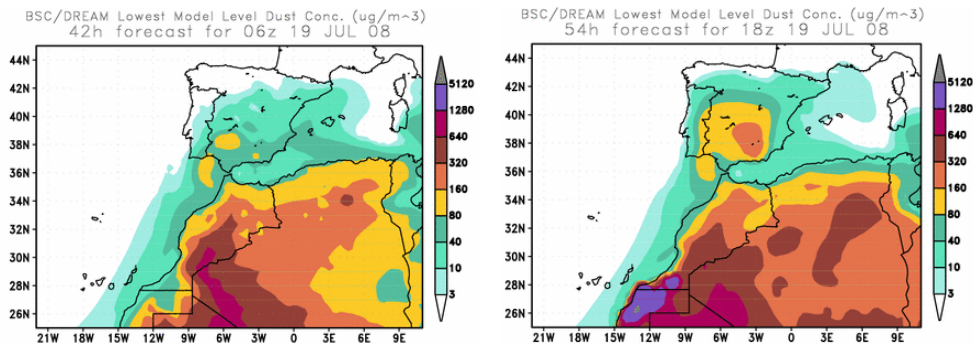 BSC/DREAM Lowest Model Level Dust Conc. (ug/m^3)
42h forecast for 06z 19 JUL 08
44N
42N
40N
38N
36N
34N
32N
30N
28N
26N
21W 18W 15W 12W 9W 6W 3W 0 3E 6E 9E
5120
1280
640
320
160
80
40
10
3
BSC/DREAM Lowest Model Level Dust Conc. (ug/m^3)
54h forecast for 18z 19 JUL 08
44N
42N
40N
38N
36N
34N
32N
30N
28N
26N
21W 18W 15W 12W 9W 6W 3W 0 3E 6E 9E
5120
1280
640
320
160
80
40
10
3